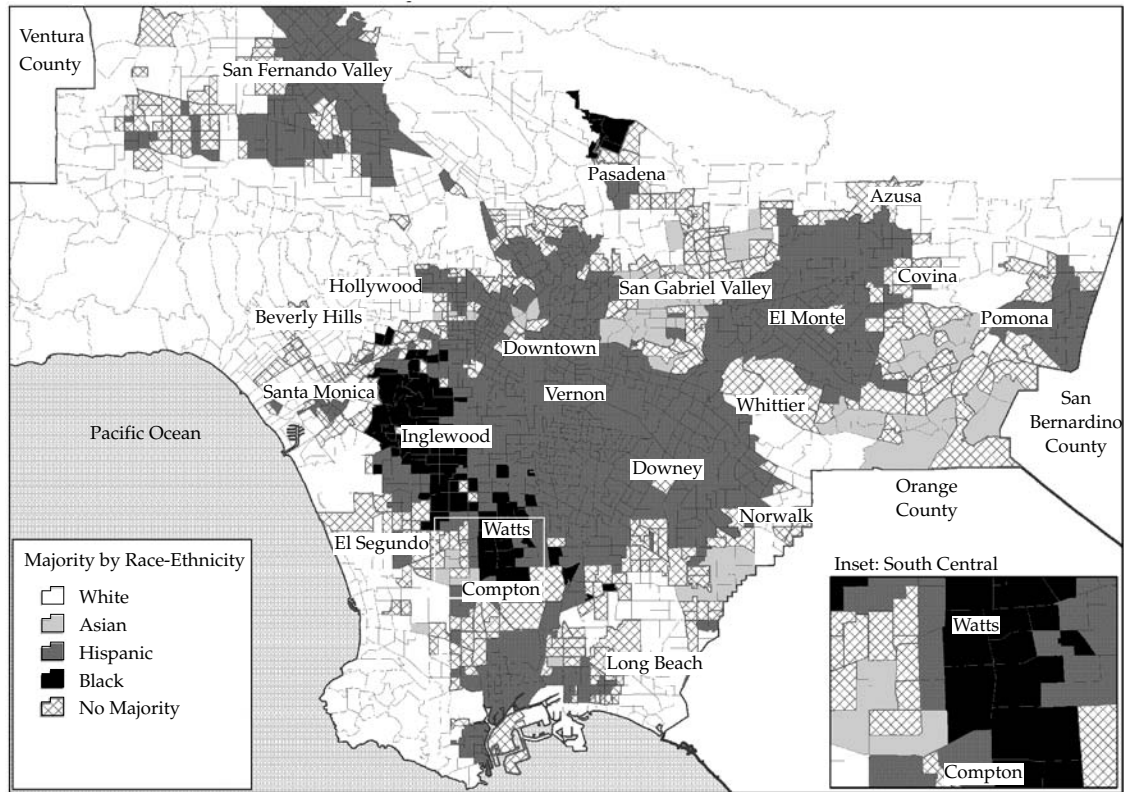 Ventura
County
San Fernando Valley
Pasadena
Azusa
Hollywood
San Gabriel Valley
Covina
Beverly Hills
El Monte
Pomona
Downtown
Santa Monica
Vernon
Whittier
San
Bernardino
County
Pacific Ocean
Inglewood
Downey
Orange
County
Norwalk
Watts
El Segundo
Compton
Long Beach
Majority by Race-Ethnicity
White
Asian
Hispanic
Black
No Majority
Inset: South Central
Watts
Compton